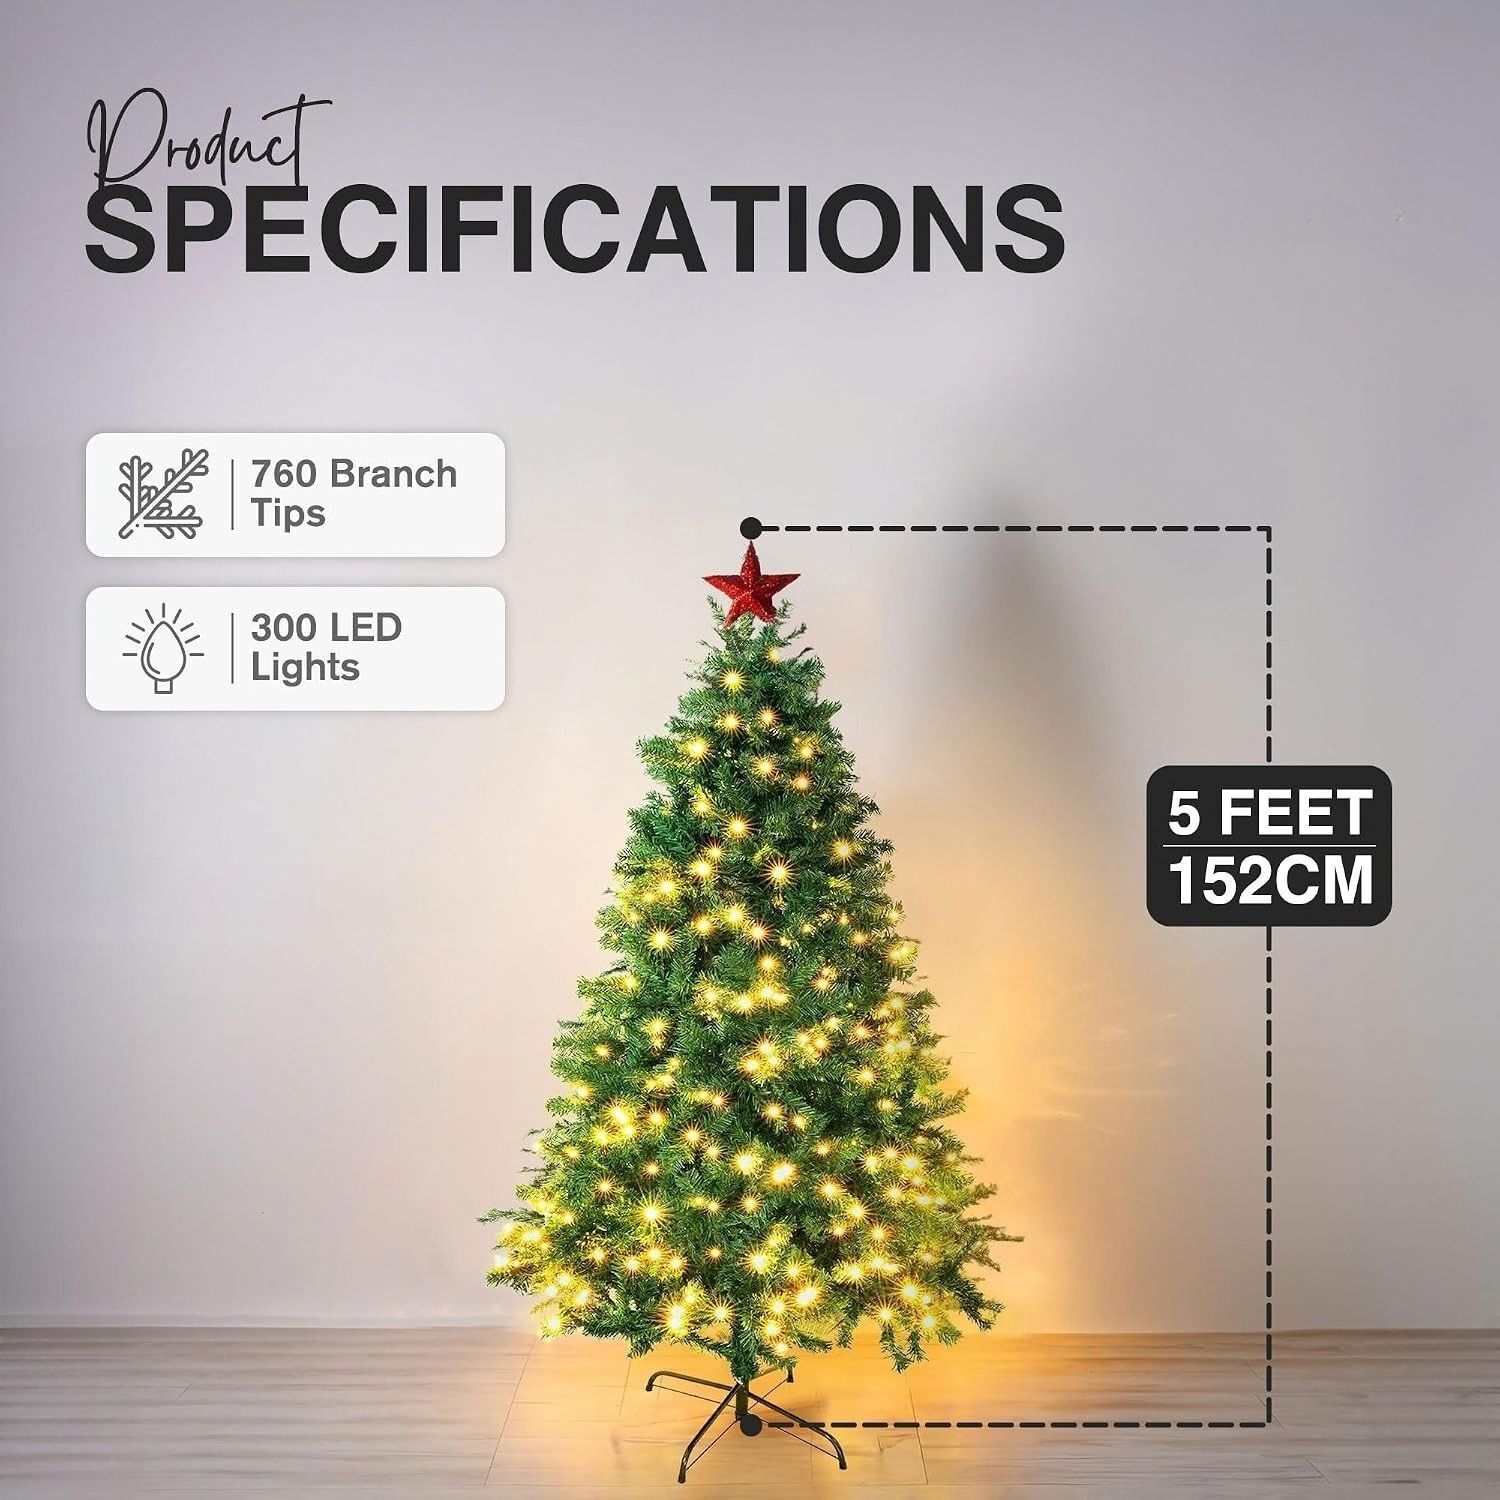 Product
SPECIFICATIONS
760 Branch
Tips
300 LED
Lights
5 FEET
152CM